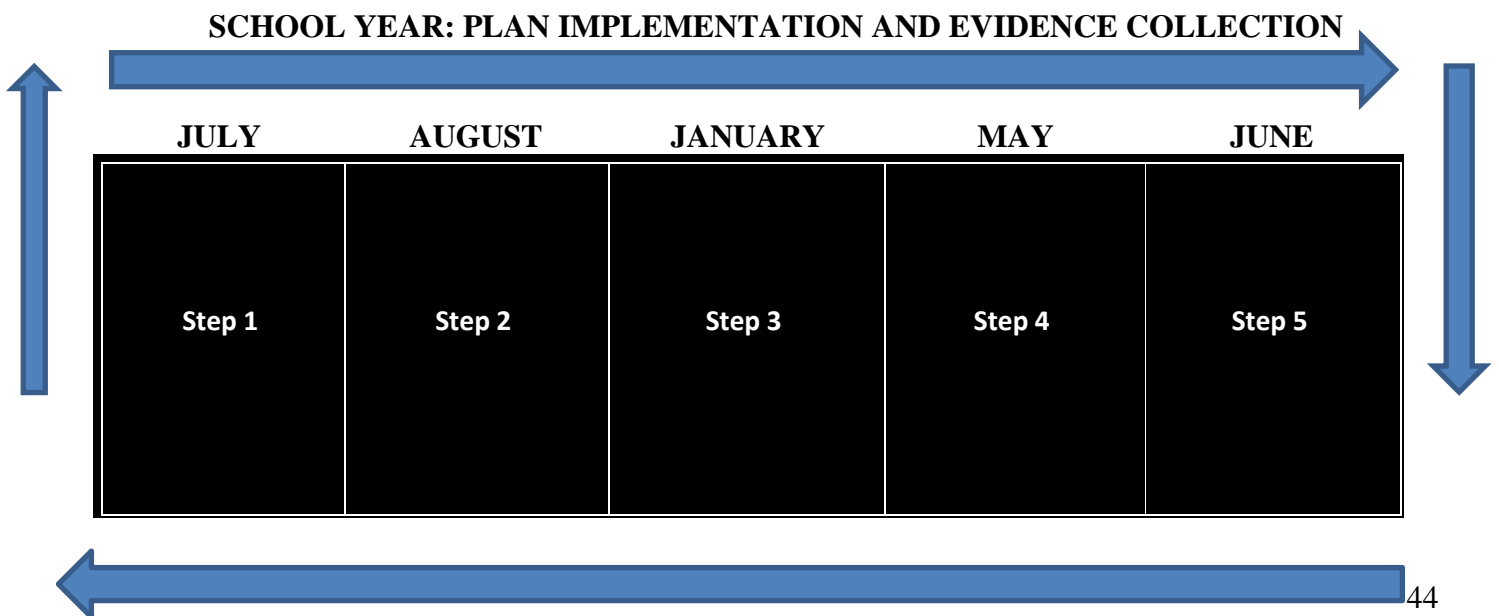 SCHOOL YEAR: PLAN IMPLEMENTATION AND EVIDENCE COLLECTION
JULY AUGUST JANUARY MAY JUNE
Step 1 Step 2 Step 3 Step 4 Step 5
44